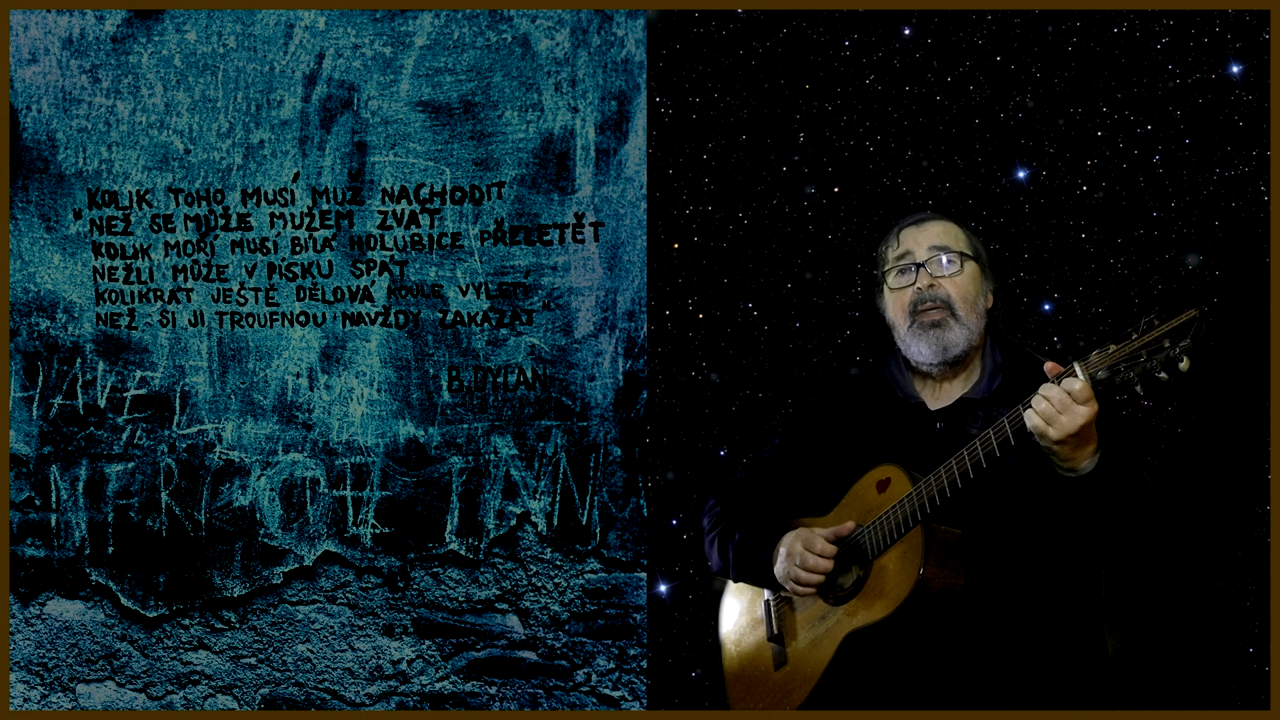 KOLIK TOHO MUSÍ MUŽ NACHODIT
"NEŽ SE MŮŽE MUŽEM ZVÁT
KOLIK MOŘÍ MUSÍ BÍLÁ HOLUBICE PŘELETĚT
NEŽLI MŮŽE V PÍSKU SPÁT
KOLIKRÁT JEŠTĚ DĚLOVÁ KOULE VYLETÍ
NEŽ SI JI TROUFNOU NAVŽDY ZAKÁZAT"
B. DYLAN
HAVEL